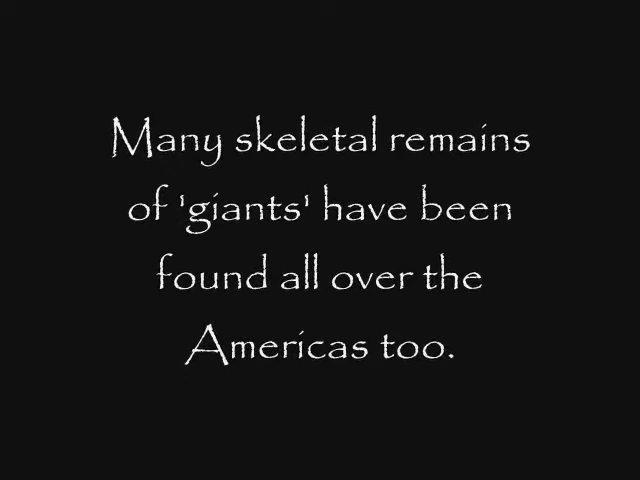 Many skeletal remains
of 'giants' have been
found all over the
Americas too.